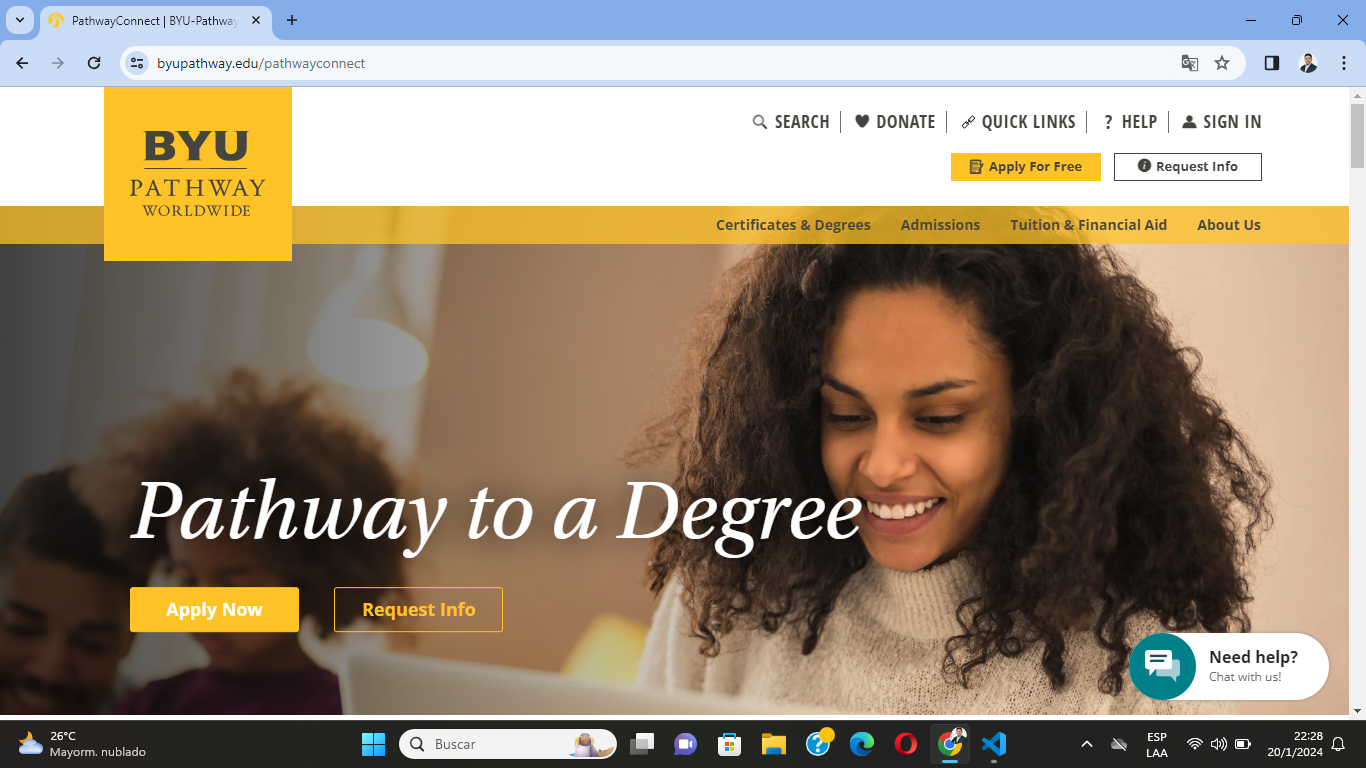 PathwayConnect | BYU-Pathway
byupathway.edu/pathwayconnect
BYU
PATHWAY
WORLDWIDE
SEARCH
DONATE
QUICK LINKS
? HELP
SIGN IN
Apply For Free
Request Info
Certificates & Degrees
Admissions
Tuition & Financial Aid
About Us
Pathway to a Degree
Apply Now
Request Info
Need help?
Chat with us!
26°C
Mayorm. nublado
Buscar
ESP
LAA
22:28
20/1/2024